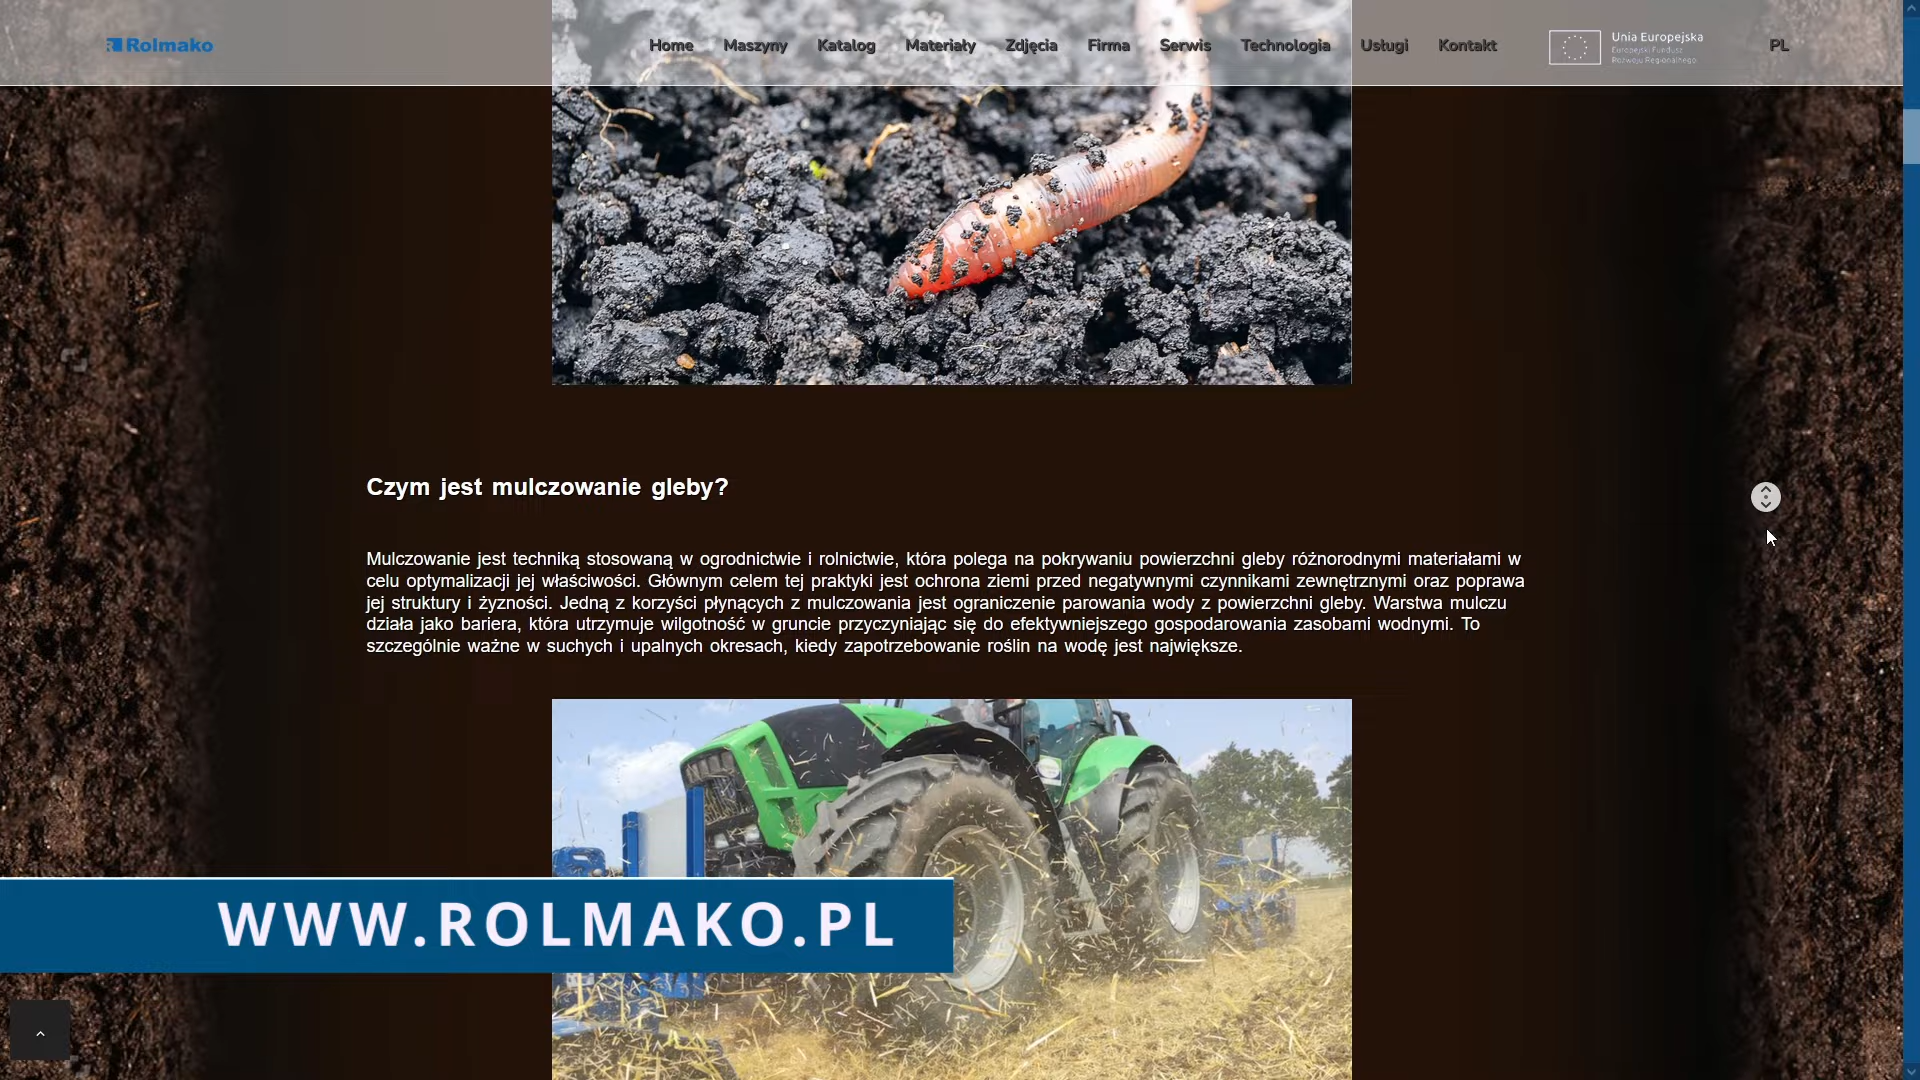 Rolmako
Home Maszyny Katalog Materiały Zdjęcia Firma Serwis Technologia Usługi Kontakt
Unia Europejska
Europejski Fundusz
Rozwoju Regionalnego
PL
Czym jest mulczowanie gleby?
Mulczowanie jest techniką stosowaną w ogrodnictwie i rolnictwie, która polega na pokrywaniu powierzchni gleby różnorodnymi materiałami w
celu optymalizacji jej właściwości. Głównym celem tej praktyki jest ochrona ziemi przed negatywnymi czynnikami zewnętrznymi oraz poprawa
jej struktury i żyzności. Jedną z korzyści płynących z mulczowania jest ograniczenie parowania wody z powierzchni gleby. Warstwa mulczu
działa jako bariera, która utrzymuje wilgotność w gruncie przyczyniając się do efektywniejszego gospodarowania zasobami wodnymi. To
szczególnie ważne w suchych i upalnych okresach, kiedy zapotrzebowanie roślin na wodę jest największe.
WWW.ROLMAKO.PL